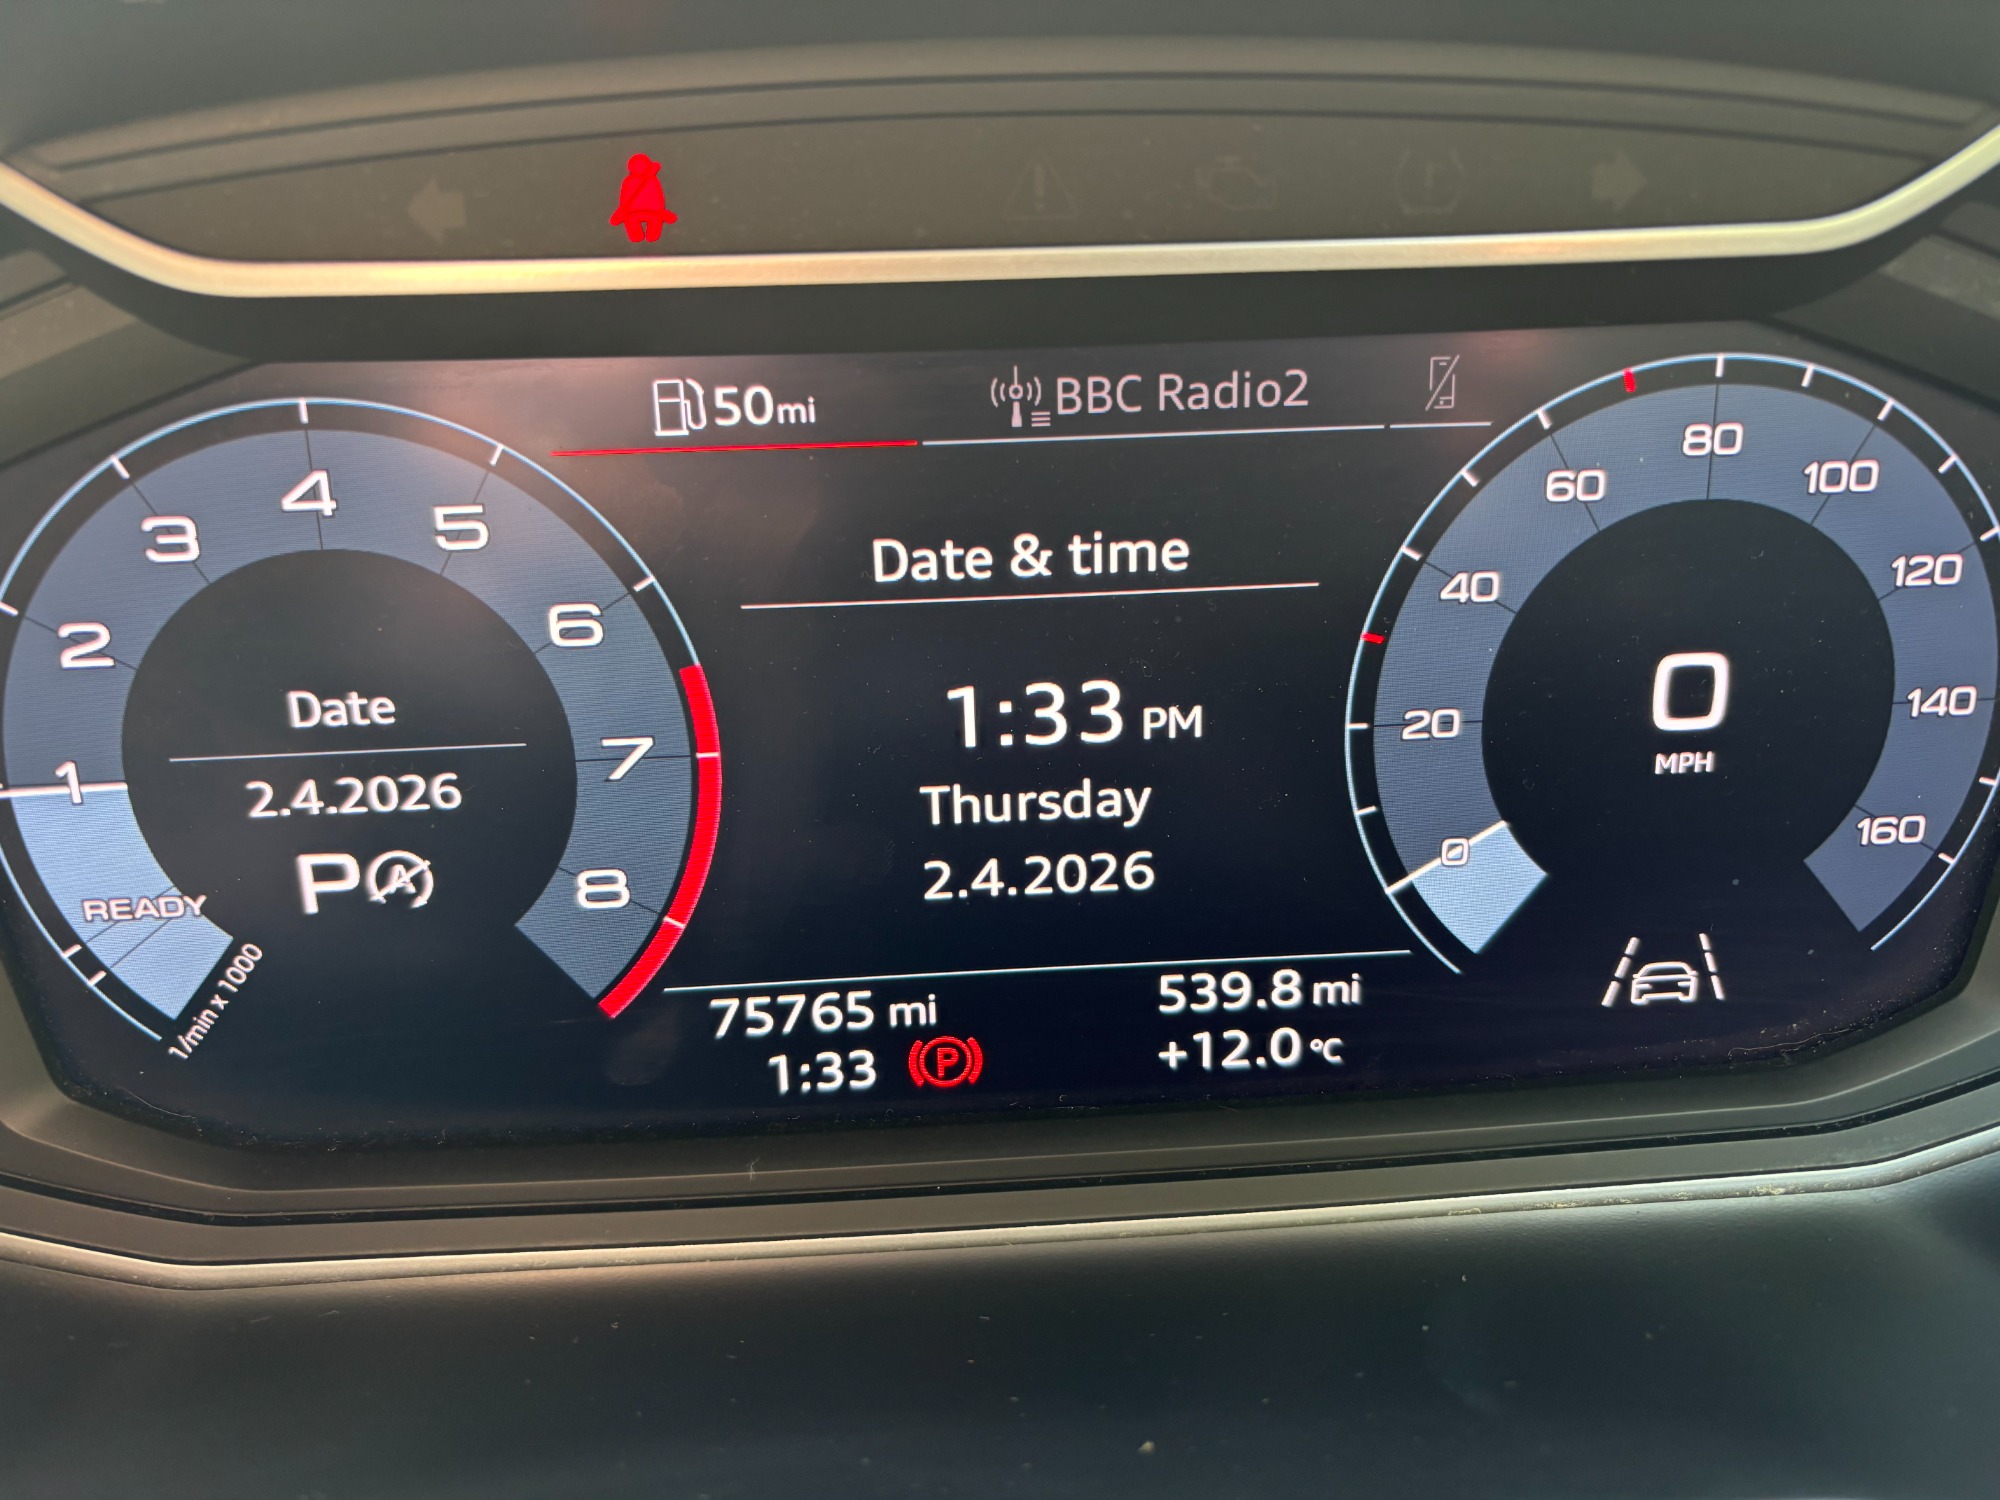 50mi
BBC Radio2
Date & time
1:33 PM
Thursday
2.4.2026
1
2
3
4
5
6
7
8
READY
1/min x 1000
Date
2.4.2026
P
A
0
20
40
60
80
100
120
140
160
0
MPH
75765 mi
539.8 mi
1:33
P
+12.0 °C